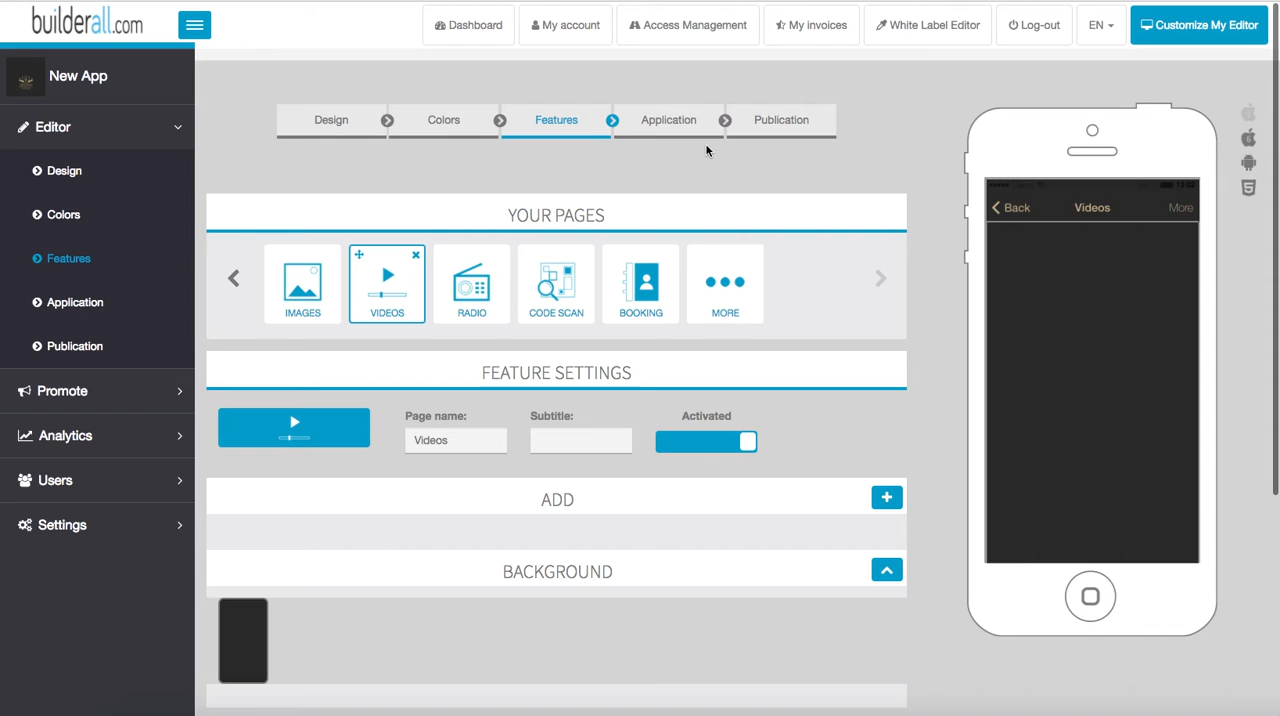 builderall.com
Dashboard
My account
Access Management
My invoices
White Label Editor
Log-out
EN
Customize My Editor
New App
Editor
Design
Colors
Features
Application
Publication
Promote
Analytics
Users
Settings
Design
Colors
Features
Application
Publication
YOUR PAGES
IMAGES
VIDEOS
RADIO
CODE SCAN
BOOKING
MORE
FEATURE SETTINGS
Page name:
Subtitle:
Activated
Videos
ADD
BACKGROUND
Back
Videos
More